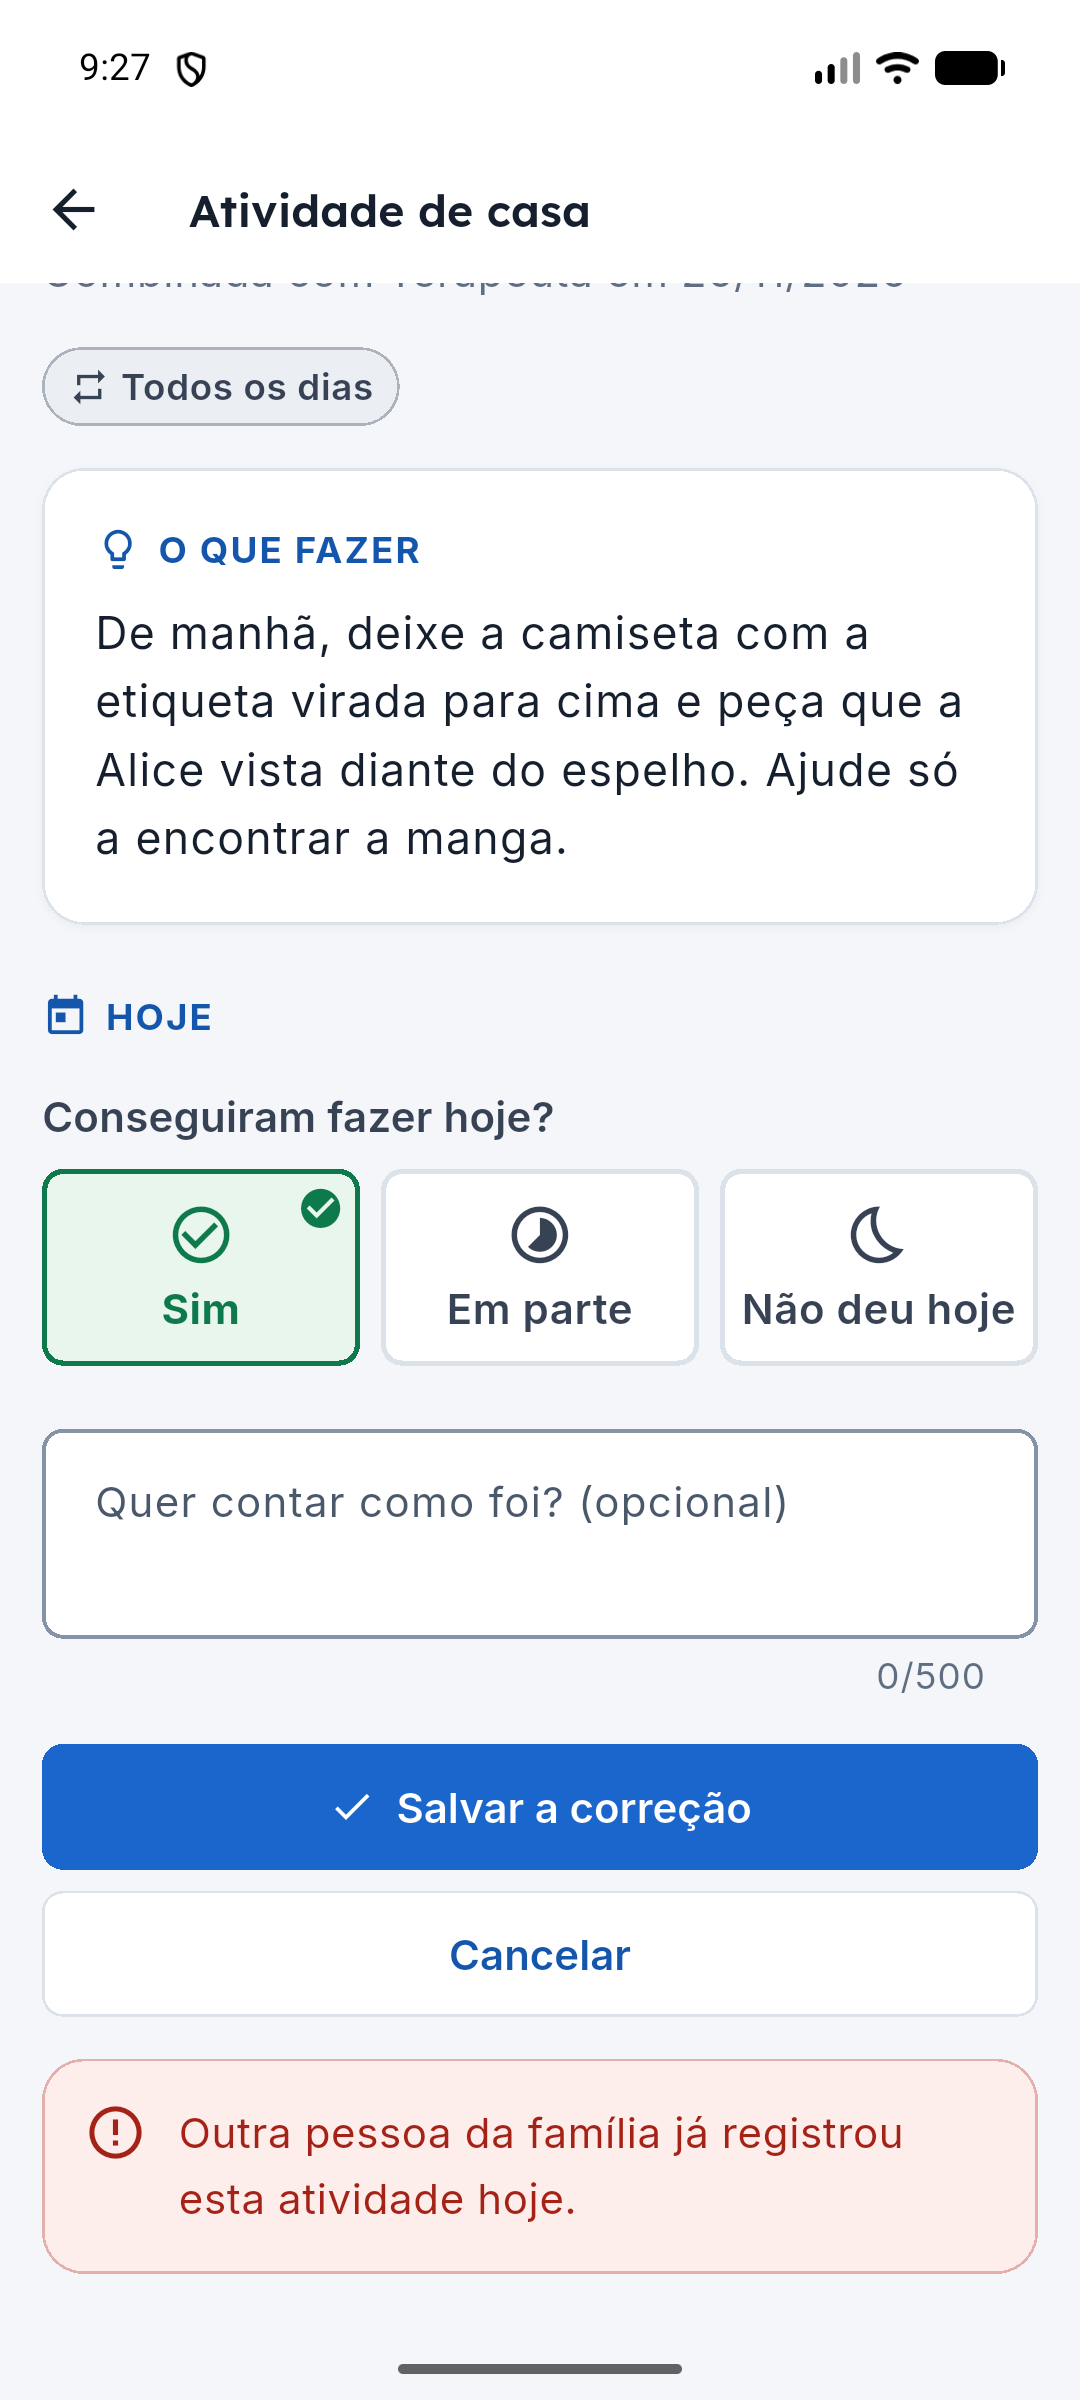 9:27
Atividade de casa
Todos os dias
O QUE FAZER
De manhã, deixe a camiseta com a
etiqueta virada para cima e peça que a
Alice vista diante do espelho. Ajude só
a encontrar a manga.
HOJE
Conseguiram fazer hoje?
Sim
Em parte
Não deu hoje
Quer contar como foi? (opcional)
0/500
Salvar a correção
Cancelar
Outra pessoa da família já registrou
esta atividade hoje.